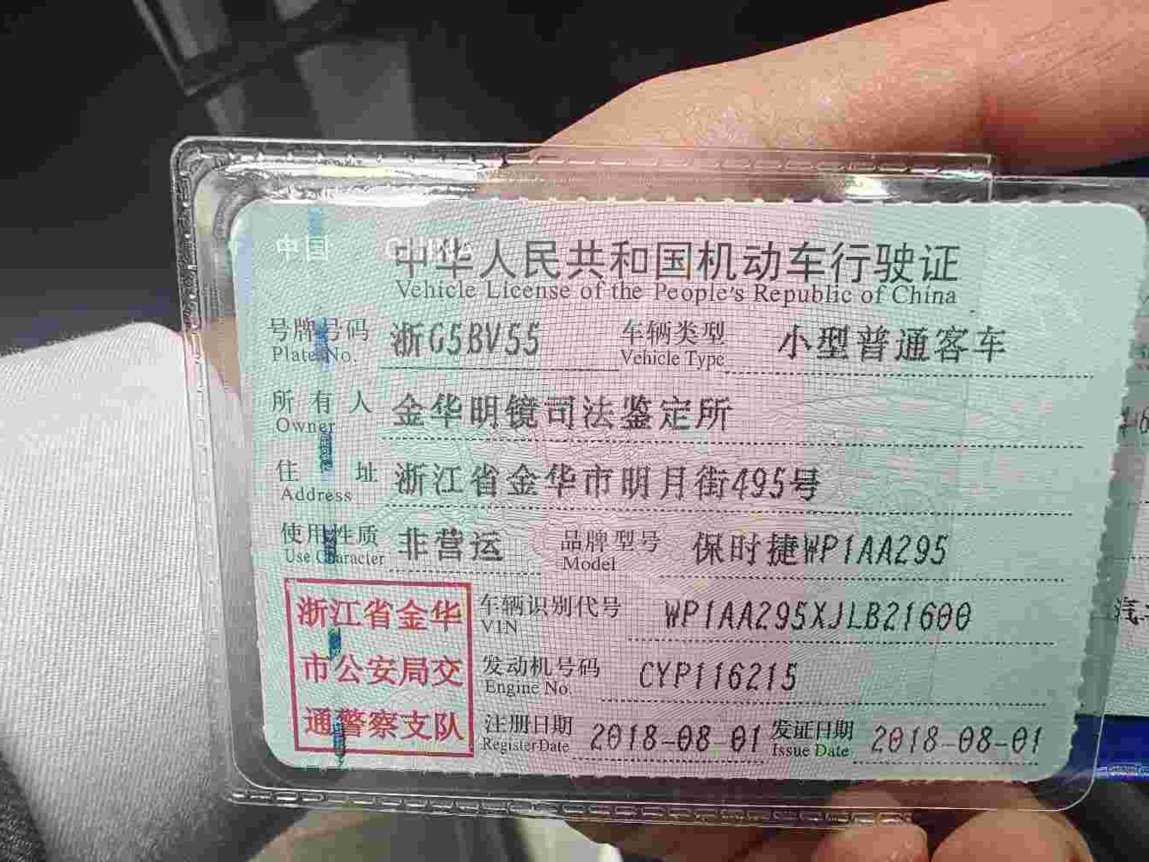 中国 CHINA
中华人民共和国机动车行驶证
Vehicle License of the People's Republic of China
号牌号码 浙G5BV55 车辆类型 小型普通客车
Plate No. Vehicle Type
所有人 金华明镜司法鉴定所
Owner
住址 浙江省金华市明月街495号
Address
使用性质 非营运 品牌型号 保时捷WP1AA295
Use Character Model
浙江省金华
市公安局交
通警察支队
车辆识别代号 WP1AA295XJLB21600
VIN
发动机号码 CYP116215
Engine No.
注册日期 2018-08-01 发证日期 2018-08-01
Register Date Issue Date